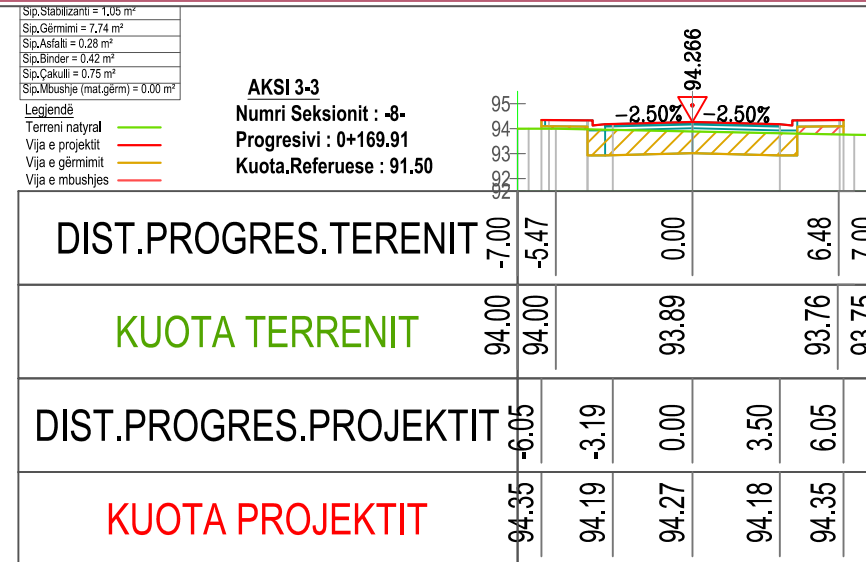 Sip.Stabilizanti = 1.05 m²
Sip.Gërmimi = 7.74 m²
Sip.Asfalti = 0.28 m²
Sip.Binder = 0.42 m²
Sip.Çakulli = 0.75 m²
Sip.Mbushje (mat.gërm) = 0.00 m²
Legjendë
Terreni natyral
Vija e projektit
Vija e gërmimit
Vija e mbushjes
AKSI 3-3
Numri Seksionit : -8-
Progresivi : 0+169.91
Kuota.Referuese : 91.50
94.266
-2.50% -2.50%
95
94
93
92
92
DIST.PROGRES.TERENIT -7.00 -5.47 0.00 6.48 7.00
KUOTA TERRENIT 94.00 94.00 93.89 93.76 93.75
DIST.PROGRES.PROJEKTIT -6.05 -3.19 0.00 3.50 6.05
KUOTA PROJEKTIT 94.35 94.19 94.27 94.18 94.35